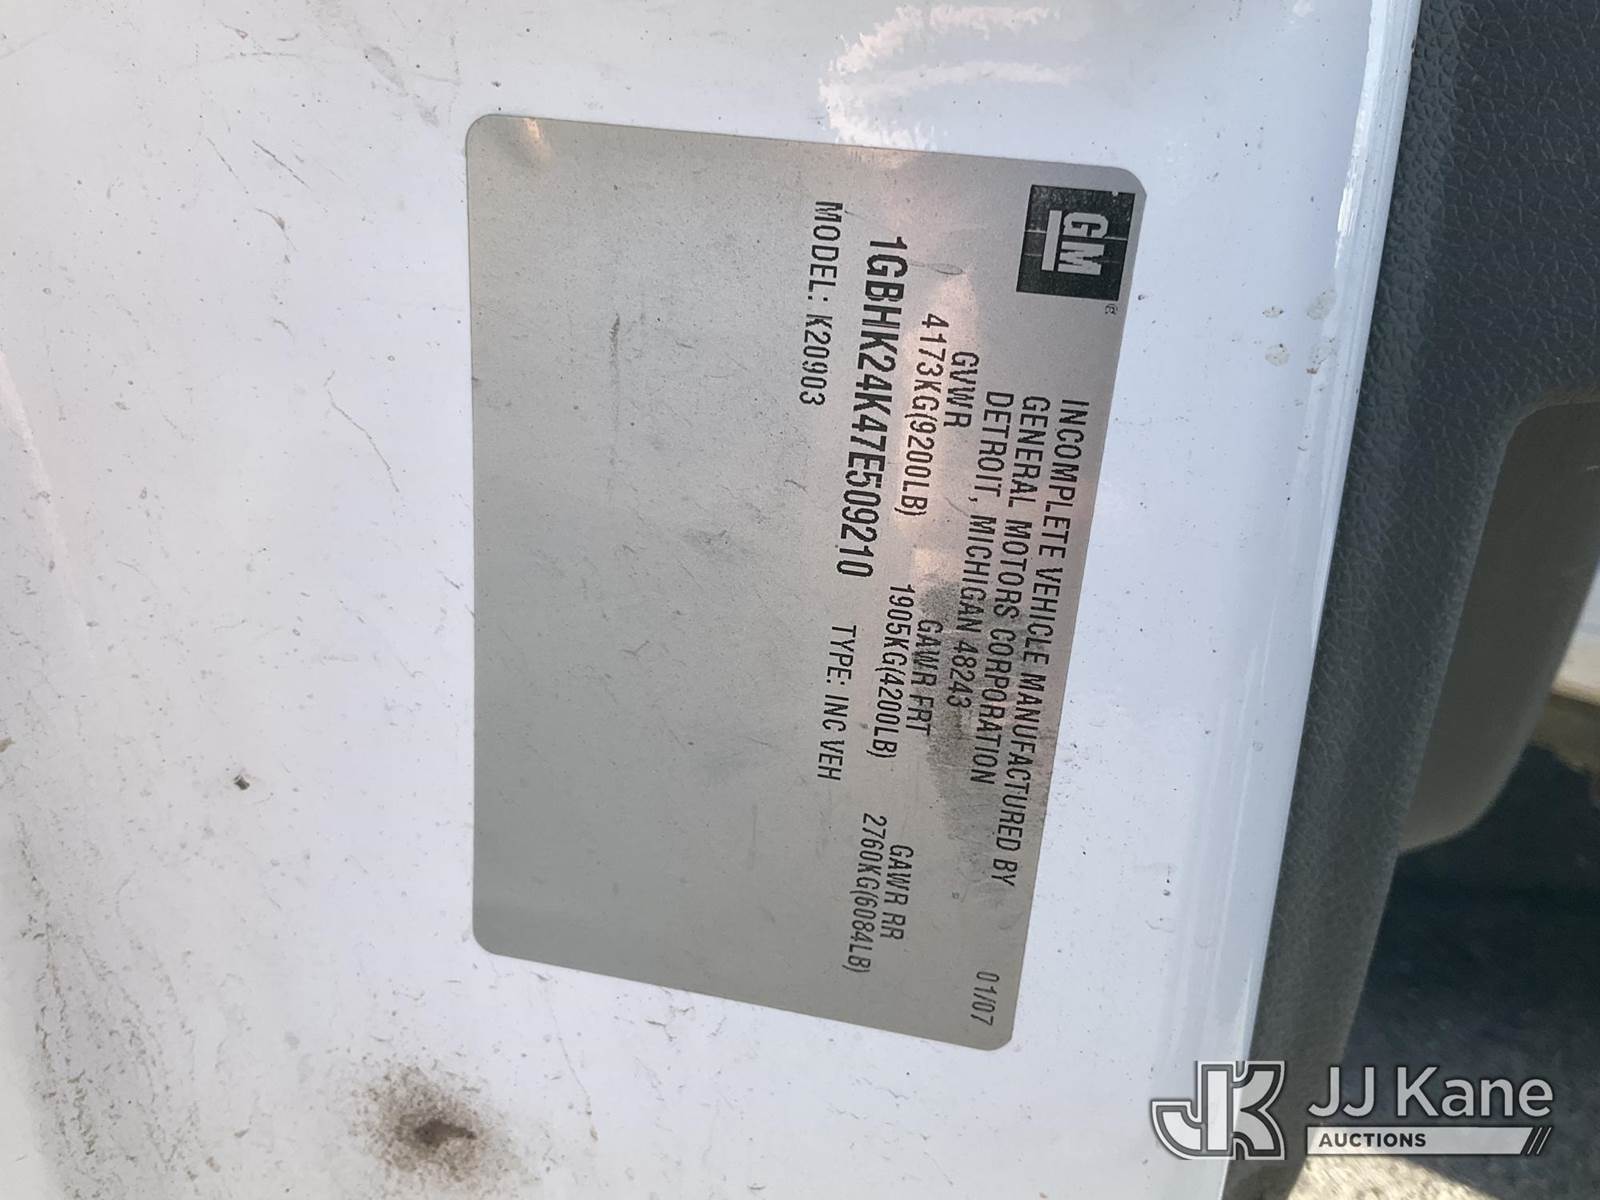 GM
INCOMPLETE VEHICLE MANUFACTURED BY
GENERAL MOTORS CORPORATION
DETROIT, MICHIGAN 48243
01/07
GVWR GAWR FRT GAWR RR
4173KG(9200LB) 1905KG(4200LB) 2760KG(6084LB)
1GBHK24K47E509210 TYPE: INC VEH
MODEL: K20903
JK JJ Kane
AUCTIONS